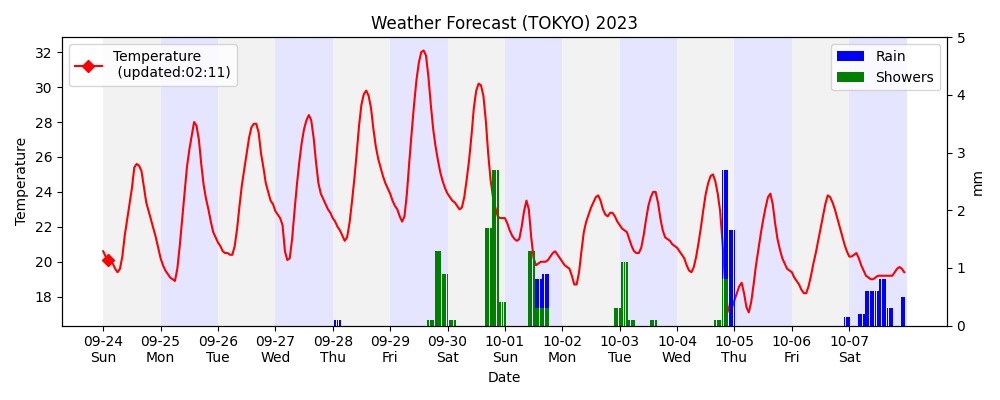 Weather Forecast (TOKYO) 2023
Temperature
(updated:02:11)
Rain
Showers
Temperature
32
30
28
26
24
22
20
18
5
4
3
2
1
0
mm
09-24 09-25 09-26 09-27 09-28 09-29 09-30 10-01 10-02 10-03 10-04 10-05 10-06 10-07
Sun Mon Tue Wed Thu Fri Sat Sun Mon Tue Wed Thu Fri Sat
Date